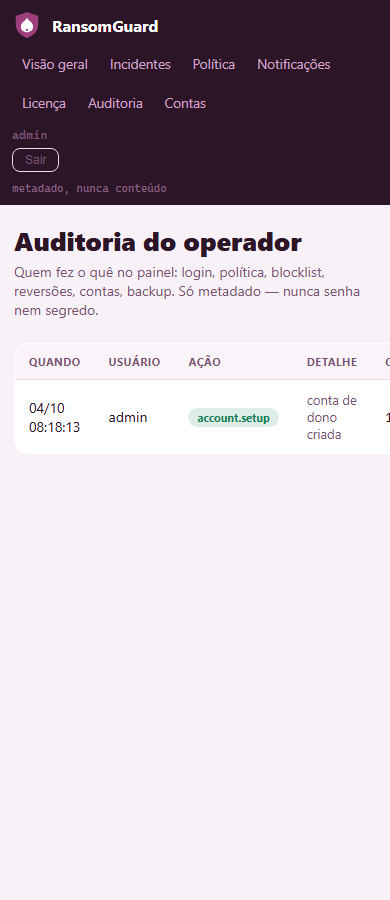 RansomGuard
Visão geral Incidentes Política Notificações
Licença Auditoria Contas
admin
Sair
metadado, nunca conteúdo
Auditoria do operador
Quem fez o quê no painel: login, política, blocklist,
reversões, contas, backup. Só metadado — nunca senha
nem segredo.
QUANDO USUÁRIO AÇÃO DETALHE
04/10
08:18:13
admin
account.setup
conta de
dono
criada